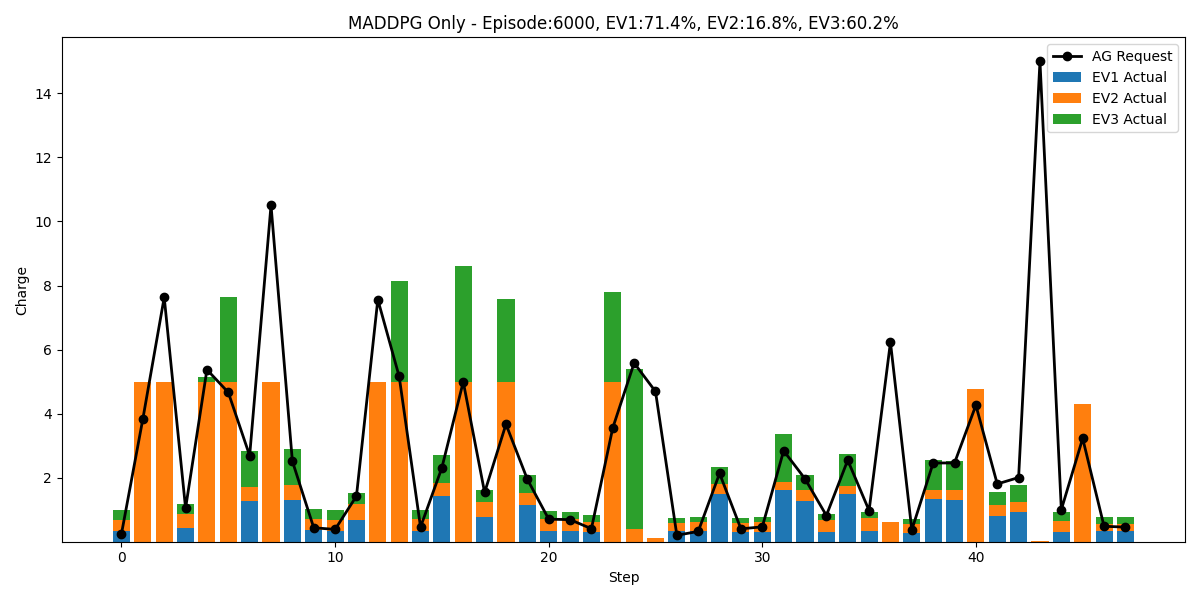 MADDPG Only - Episode:6000, EV1:71.4%, EV2:16.8%, EV3:60.2%
AG Request
EV1 Actual
EV2 Actual
EV3 Actual
Charge
14
12
10
8
6
4
2
0 10 20 30 40
Step